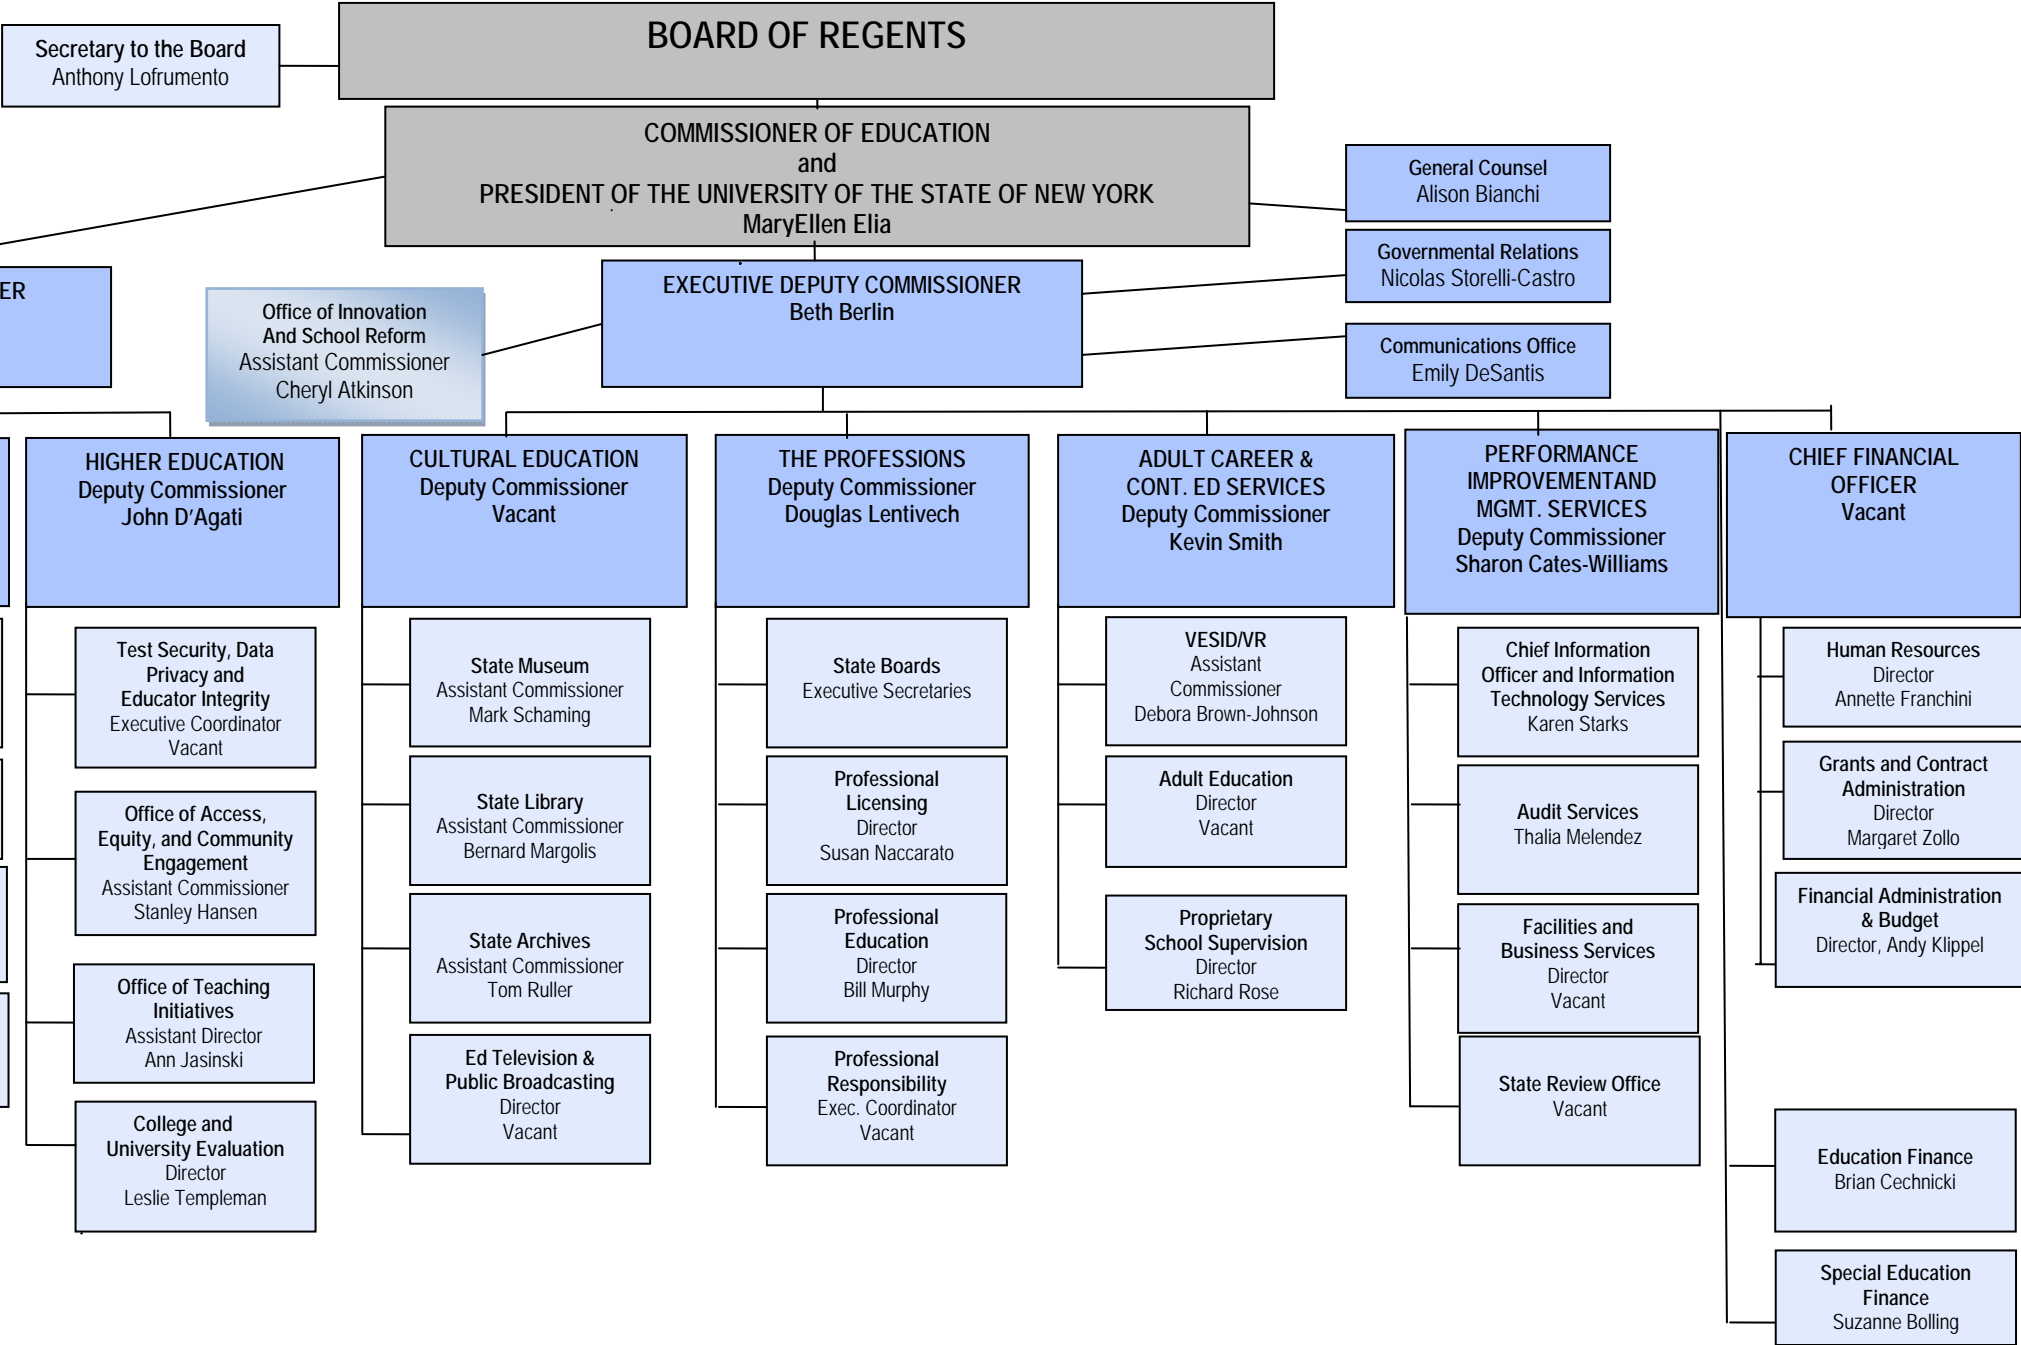 BOARD OF REGENTS
Secretary to the Board
Anthony Lofrumento
COMMISSIONER OF EDUCATION
and
PRESIDENT OF THE UNIVERSITY OF THE STATE OF NEW YORK
MaryEllen Elia
General Counsel
Alison Bianchi
Governmental Relations
Nicolas Storelli-Castro
Communications Office
Emily DeSantis
ER
Office of Innovation
And School Reform
Assistant Commissioner
Cheryl Atkinson
EXECUTIVE DEPUTY COMMISSIONER
Beth Berlin
HIGHER EDUCATION
Deputy Commissioner
John D'Agati
Test Security, Data
Privacy and
Educator Integrity
Executive Coordinator
Vacant
Office of Access,
Equity, and Community
Engagement
Assistant Commissioner
Stanley Hansen
Office of Teaching
Initiatives
Assistant Director
Ann Jasinski
College and
University Evaluation
Director
Leslie Templeman
CULTURAL EDUCATION
Deputy Commissioner
Vacant
State Museum
Assistant Commissioner
Mark Schaming
State Library
Assistant Commissioner
Bernard Margolis
State Archives
Assistant Commissioner
Tom Ruller
Ed Television &
Public Broadcasting
Director
Vacant
THE PROFESSIONS
Deputy Commissioner
Douglas Lentivech
State Boards
Executive Secretaries
Professional
Licensing
Director
Susan Naccarato
Professional
Education
Director
Bill Murphy
Professional
Responsibility
Exec. Coordinator
Vacant
ADULT CAREER &
CONT. ED SERVICES
Deputy Commissioner
Kevin Smith
VESID/VR
Assistant
Commissioner
Debora Brown-Johnson
Adult Education
Director
Vacant
Proprietary
School Supervision
Director
Richard Rose
PERFORMANCE
IMPROVEMENTAND
MGMT. SERVICES
Deputy Commissioner
Sharon Cates-Williams
Chief Information
Officer and Information
Technology Services
Karen Starks
Audit Services
Thalia Melendez
Facilities and
Business Services
Director
Vacant
State Review Office
Vacant
CHIEF FINANCIAL
OFFICER
Vacant
Human Resources
Director
Annette Franchini
Grants and Contract
Administration
Director
Margaret Zollo
Financial Administration
& Budget
Director, Andy Klippel
Education Finance
Brian Cechnicki
Special Education
Finance
Suzanne Bolling